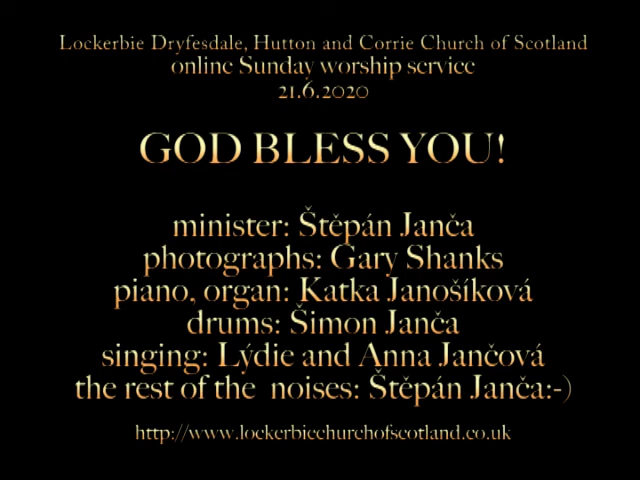 Lockerbie Dryfesdale, Hutton and Corrie Church of Scotland
online Sunday worship service
21.6.2020
GOD BLESS YOU!
minister: Štěpán Janča
photographs: Gary Shanks
piano, organ: Katka Janošíková
drums: Šimon Janča
singing: Lýdie and Anna Jančová
the rest of the noises: Štěpán Janča:-)
http://www.lockerbiechurchofscotland.co.uk